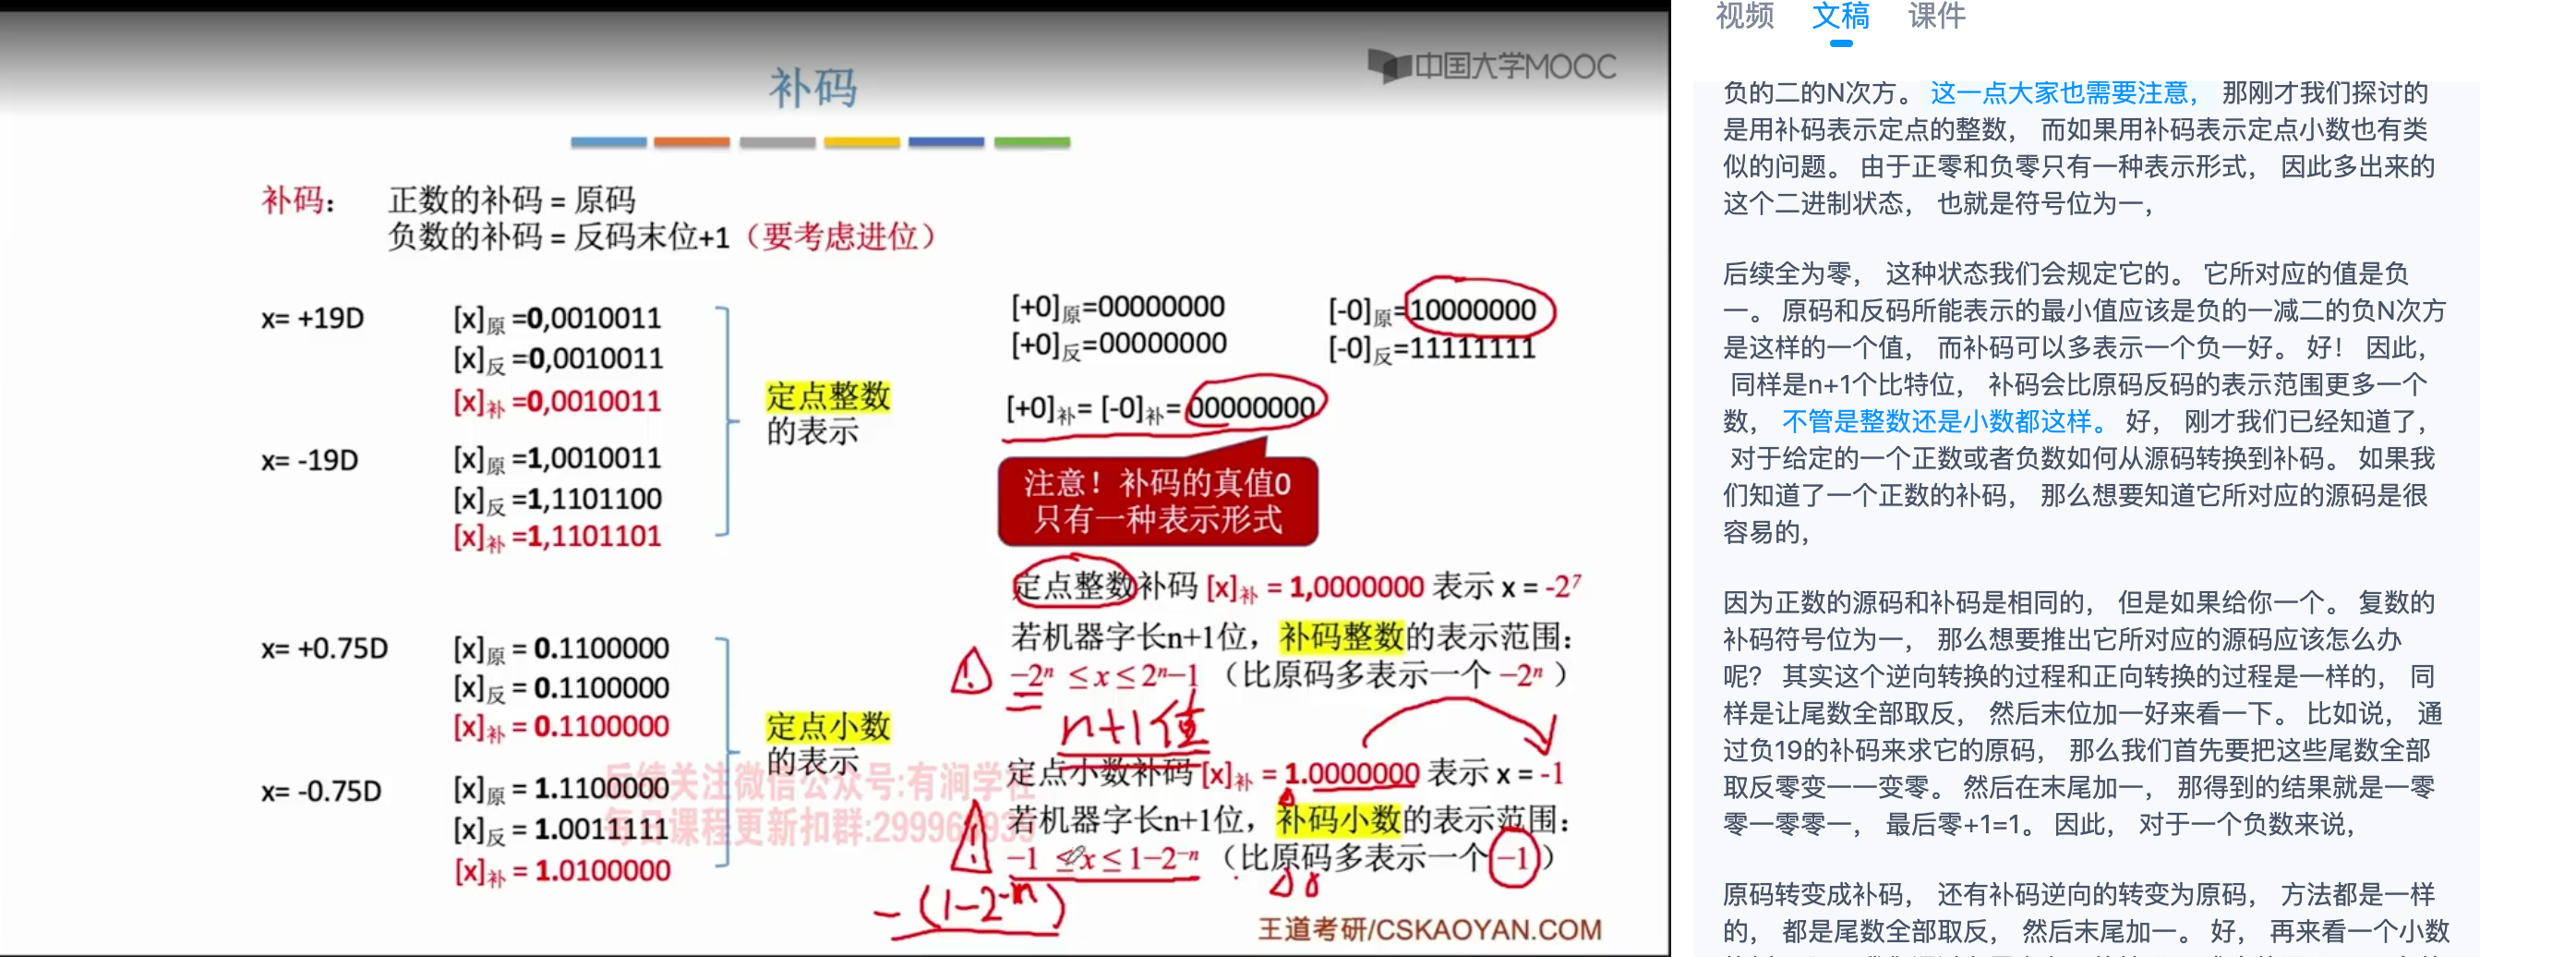 中国大学MOOC
补码
补码： 正数的补码 = 原码
负数的补码 = 反码末位+1（要考虑进位）
x= +19D
[x]原 =0,0010011
[x]反 =0,0010011
[x]补 =0,0010011
x= -19D
[x]原 =1,0010011
[x]反 =1,1101100
[x]补 =1,1101101
定点整数
的表示
x= +0.75D
[x]原 = 0.1100000
[x]反 = 0.1100000
[x]补 = 0.1100000
x= -0.75D
[x]原 = 1.1100000
[x]反 = 1.0011111
[x]补 = 1.0100000
定点小数
的表示
[+0]原=00000000
[-0]原=10000000
[+0]反=00000000
[-0]反=11111111
[+0]补= [-0]补= 00000000
注意！补码的真值0
只有一种表示形式
定点整数补码 [x]补 = 1,0000000 表示 x = -2⁷
若机器字长n+1位，补码整数的表示范围：
−2ⁿ ≤ x ≤ 2ⁿ−1 （比原码多表示一个 −2ⁿ ）
n+1位
定点小数补码 [x]补 = 1.0000000 表示 x = -1
若机器字长n+1位，补码小数的表示范围：
−1 ≤ x ≤ 1−2⁻ⁿ （比原码多表示一个 −1）
−(1−2⁻ⁿ)
后续关注微信公众号:有涧学社
每日课程更新扣群:
王道考研/CSKAOYAN.COM
视频 文稿 课件
负的二的N次方。 这一点大家也需要注意， 那刚才我们探讨的
是用补码表示定点的整数， 而如果用补码表示定点小数也有类
似的问题。 由于正零和负零只有一种表示形式， 因此多出来的
这个二进制状态， 也就是符号位为一，
后续全为零， 这种状态我们会规定它的。 它所对应的值是负
一。 原码和反码所能表示的最小值应该是负的一减二的负N次方
是这样的一个值， 而补码可以多表示一个负一好。 好！ 因此，
同样是n+1个比特位， 补码会比原码反码的表示范围更多一个
数， 不管是整数还是小数都这样。 好， 刚才我们已经知道了，
对于给定的一个正数或者负数如何从源码转换到补码。 如果我
们知道了一个正数的补码， 那么想要知道它所对应的源码是很
容易的，
因为正数的源码和补码是相同的， 但是如果给你一个。 复数的
补码符号位为一， 那么想要推出它所对应的源码应该怎么办
呢？ 其实这个逆向转换的过程和正向转换的过程是一样的， 同
样是让尾数全部取反， 然后末位加一好来看一下。 比如说， 通
过负19的补码来求它的原码， 那么我们首先要把这些尾数全部
取反零变一一变零。 然后在末尾加一， 那得到的结果就是一零
零一零零一， 最后零+1=1。 因此， 对于一个负数来说，
原码转变成补码， 还有补码逆向的转变为原码， 方法都是一样
的， 都是尾数全部取反， 然后末尾加一。 好， 再来看一个小数